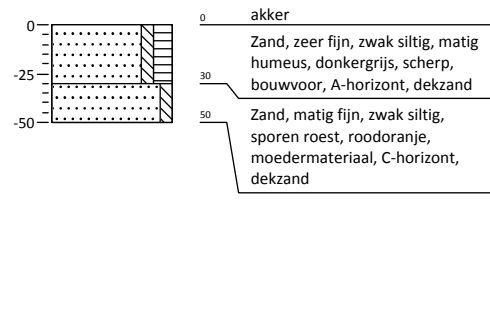 0
-25
-50
0
akker
Zand, zeer fijn, zwak siltig, matig
humeus, donkergrijs, scherp,
bouwvoor, A-horizont, dekzand
30
Zand, matig fijn, zwak siltig,
sporen roest, roodoranje,
moedermateriaal, C-horizont,
dekzand
50